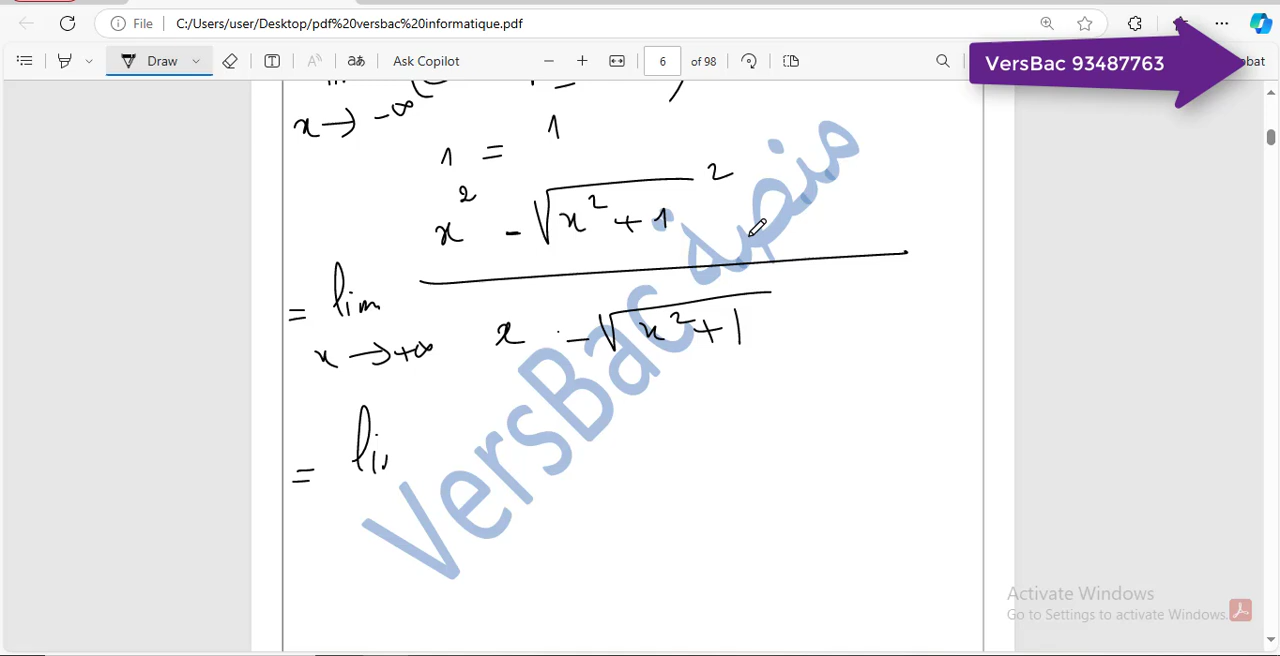 File C:/Users/user/Desktop/pdf%20versbac%20informatique.pdf
Draw Ask Copilot 6 of 98
VersBac 93487763
x → -∞
1
1 =
x² - √x² + 1 ²
= lim
x → +∞
x - √x² + 1
= li
VersBac
Activate Windows
Go to Settings to activate Windows.